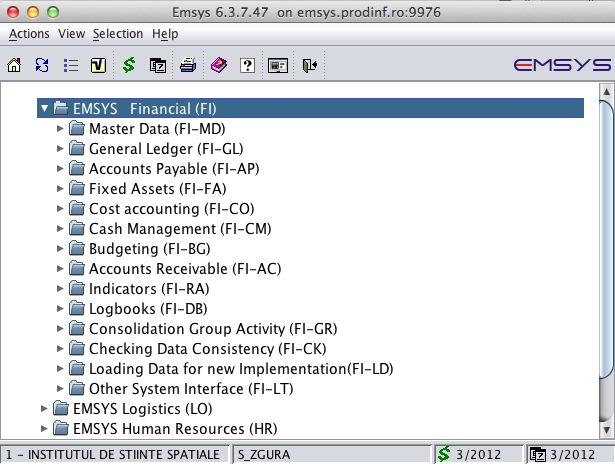 Emsys 6.3.7.47 on emsys.prodinf.ro:9976
Actions View Selection Help
EMSYS
EMSYS Financial (FI)
Master Data (FI-MD)
General Ledger (FI-GL)
Accounts Payable (FI-AP)
Fixed Assets (FI-FA)
Cost accounting (FI-CO)
Cash Management (FI-CM)
Budgeting (FI-BG)
Accounts Receivable (FI-AC)
Indicators (FI-RA)
Logbooks (FI-DB)
Consolidation Group Activity (FI-GR)
Checking Data Consistency (FI-CK)
Loading Data for new Implementation(FI-LD)
Other System Interface (FI-LT)
EMSYS Logistics (LO)
EMSYS Human Resources (HR)
1 - INSTITUTUL DE STIINTE SPATIALE S_ZGURA $ 3/2012 3/2012